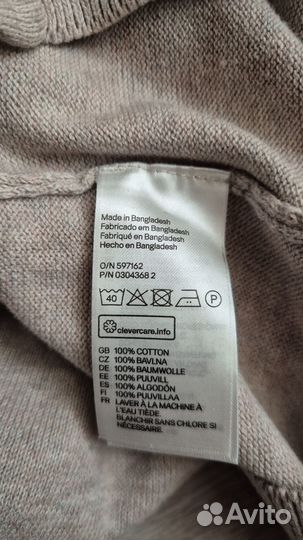 Made in Bangladesh
Fabricado em Bangladesh
Fabriqué en Bangladesh
Hecho en Bangladesh
O/N 597162
P/N 0304368 2
40 P
clevercare.info
GB 100% COTTON
CZ 100% BAVLNA
DE 100% BAUMWOLLE
EE 100% PUUVILL
ES 100% ALGODÓN
FI 100% PUUVILLAA
FR LAVER À LA MACHINE À
L'EAU TIÈDE.
BLANCHIR SANS CHLORE SI
NÉCESSAIRE.
Avito